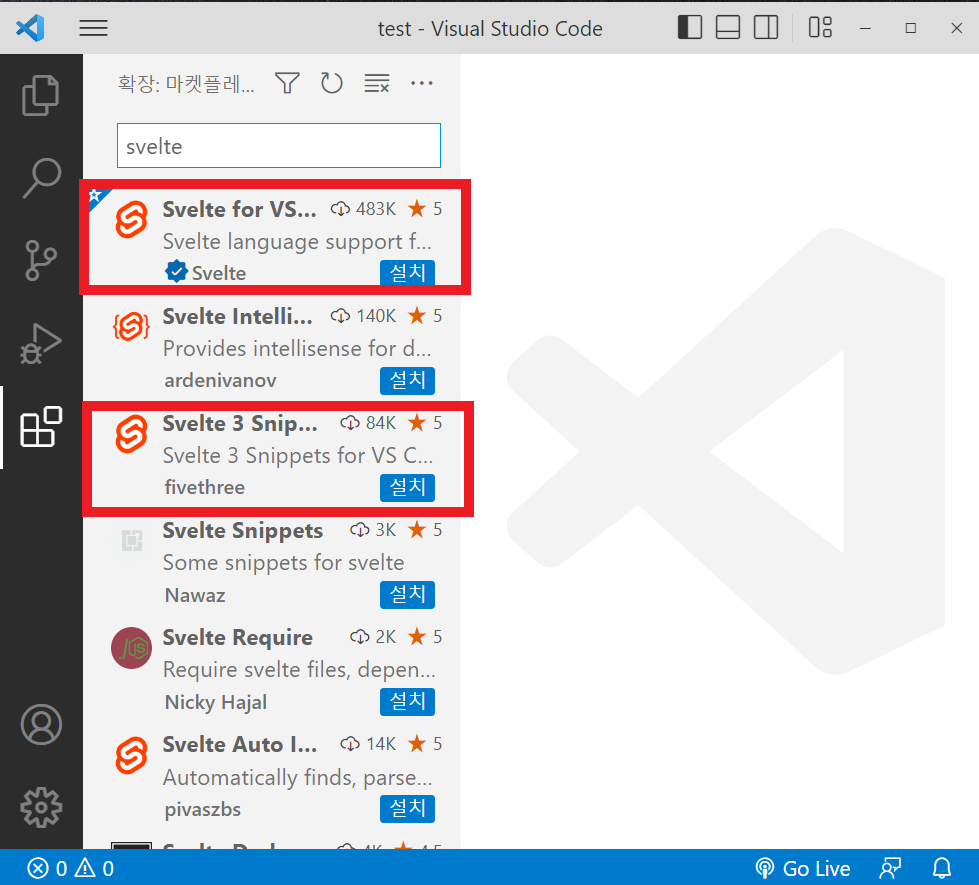 test - Visual Studio Code
확장: 마켓플레...
svelte
Svelte for VS... 483K 5
Svelte language support f...
Svelte 설치
Svelte Intelli... 140K 5
Provides intellisense for d...
ardenivanov 설치
Svelte 3 Snip... 84K 5
Svelte 3 Snippets for VS C...
fivethree 설치
Svelte Snippets 3K 5
Some snippets for svelte
Nawaz 설치
Svelte Require 2K 5
Require svelte files, depen...
Nicky Hajal 설치
Svelte Auto I... 14K 5
Automatically finds, parse...
pivaszbs 설치
0 0 Go Live